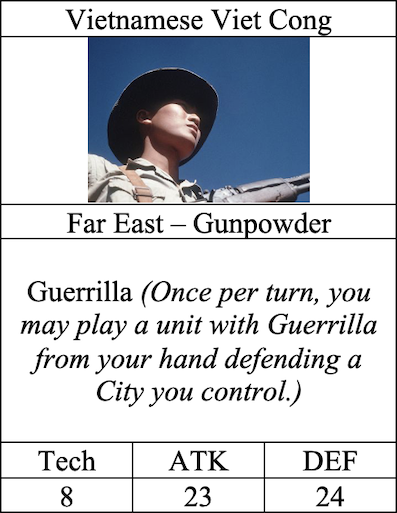 Vietnamese Viet Cong
Far East – Gunpowder
Guerrilla (Once per turn, you
may play a unit with Guerrilla
from your hand defending a
City you control.)
Tech ATK DEF
8 23 24